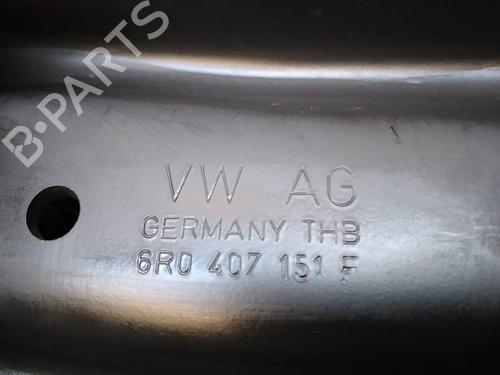 B-PARTS
VW AG
GERMANY THB
6R0 407 151 F